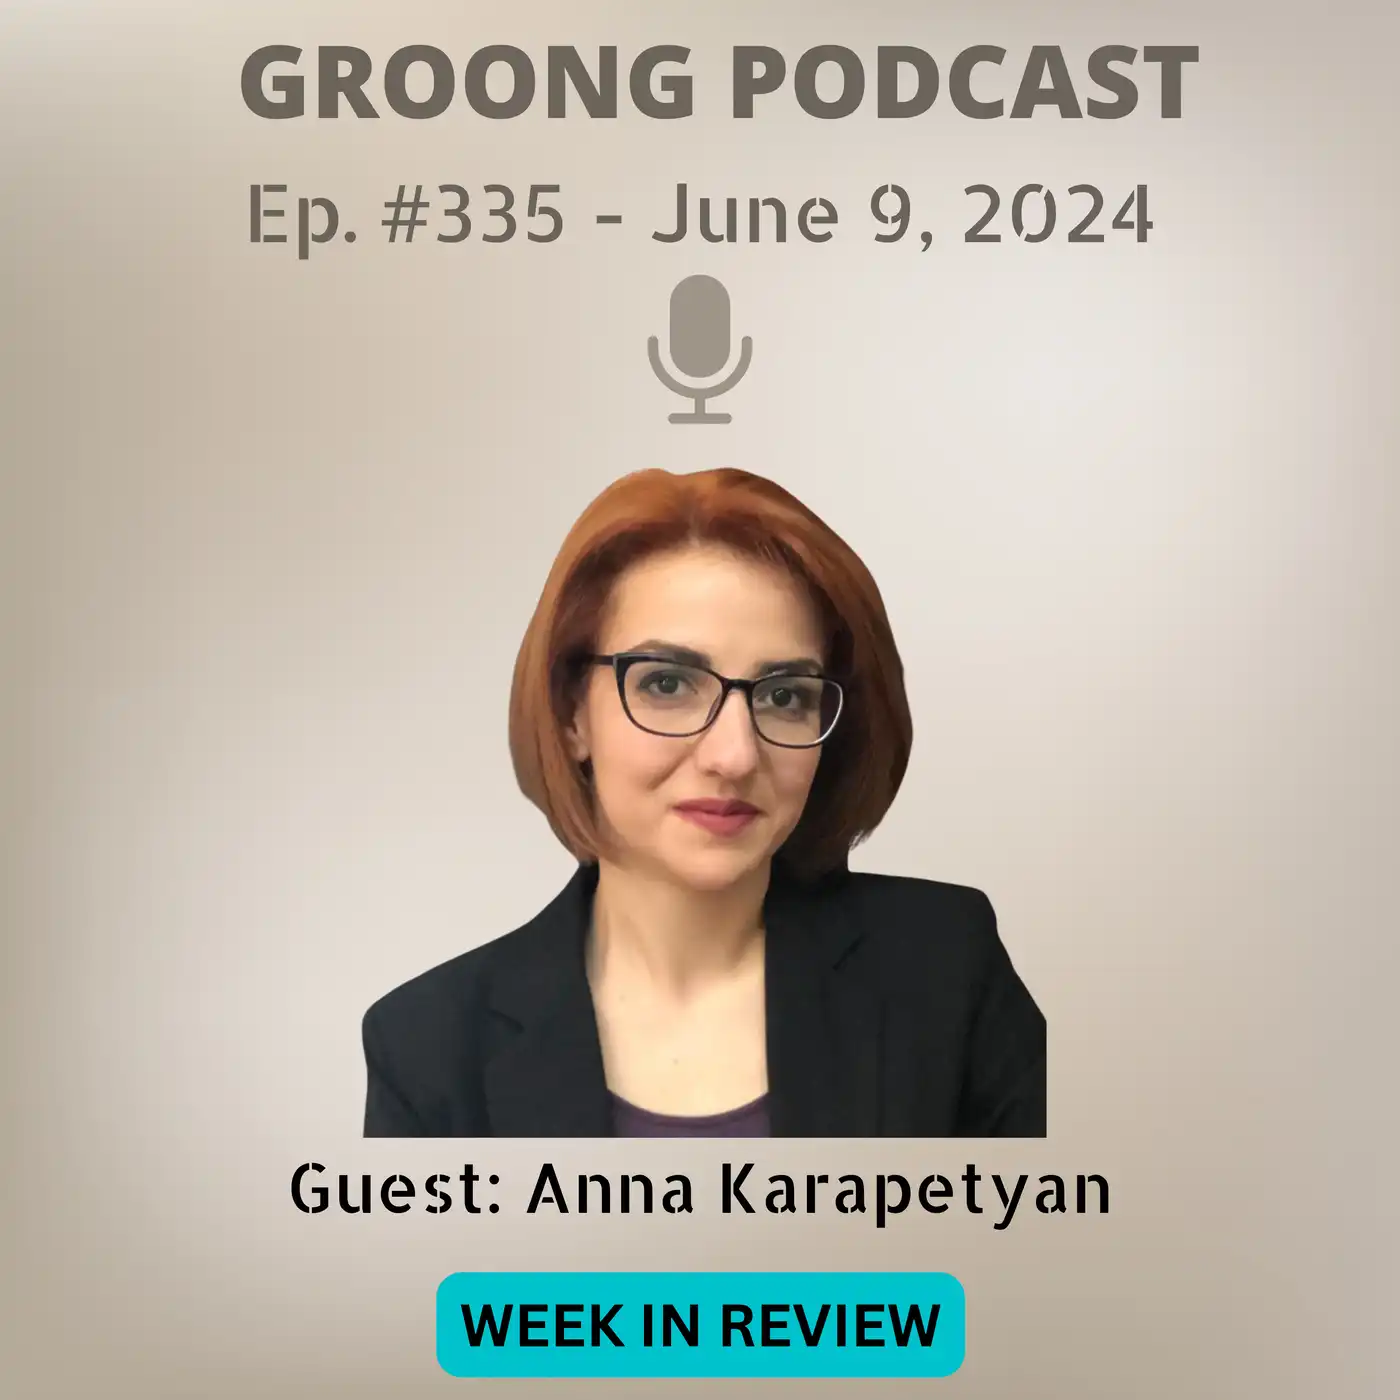 GROONG PODCAST
Ep. #335 - June 9, 2024
Guest: Anna Karapetyan
WEEK IN REVIEW